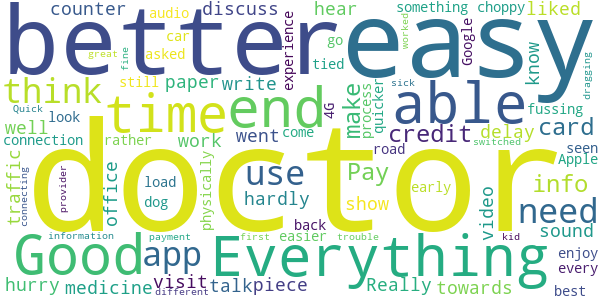 counter audio discuss hear something choppy liked
great car asked go Google
better fine experience worked easy know
tied dragging
think still paper write 4G make process quicker sick able fussing
Quick time end
well look went come credit delay card
connection rather work switched seen
connecting doctor road Apple
traffic provider office load use Pay info
dog physically hardly show early need
information back video sound
Good payment app first Everything trouble kid
easier enjoy
visit talk piece every
hurry medicine different Really towards best